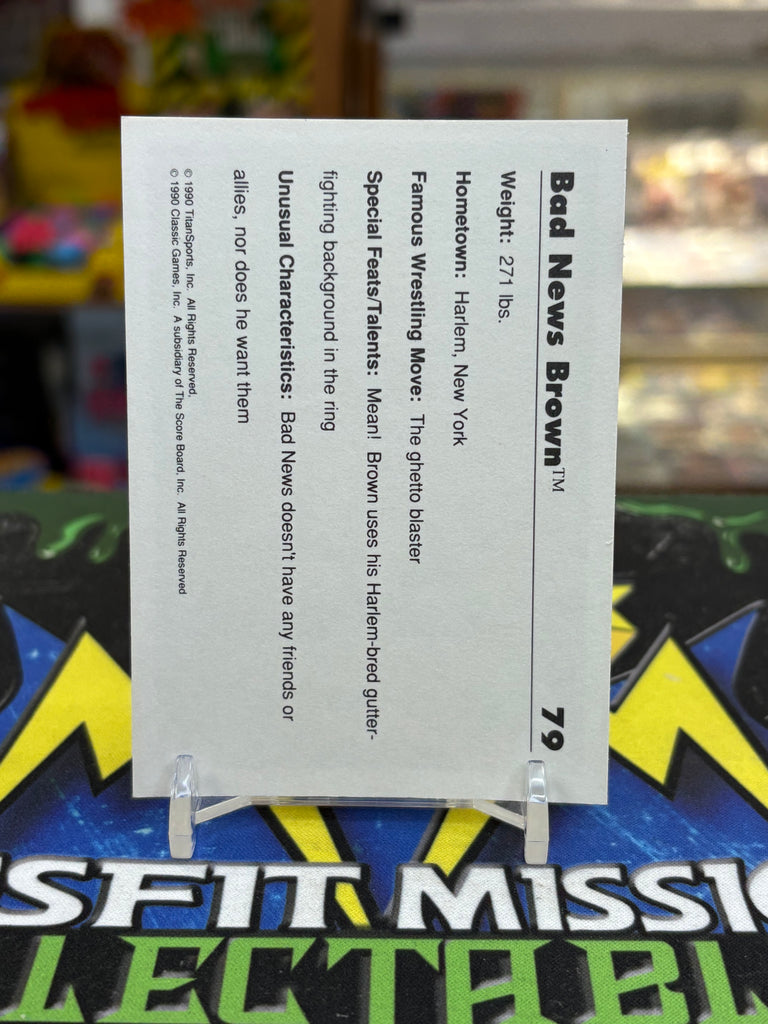 Bad News Brown™ 79
Weight: 271 lbs.
Hometown: Harlem, New York
Famous Wrestling Move: The ghetto blaster
Special Feats/Talents: Mean! Brown uses his Harlem-bred gutter-
fighting background in the ring
Unusual Characteristics: Bad News doesn't have any friends or
allies, nor does he want them
© 1990 TitanSports, Inc. All Rights Reserved,
© 1990 Classic Games, Inc. A subsidiary of The Score Board, Inc. All Rights Reserved
SFIT MISSIO
LECTABL